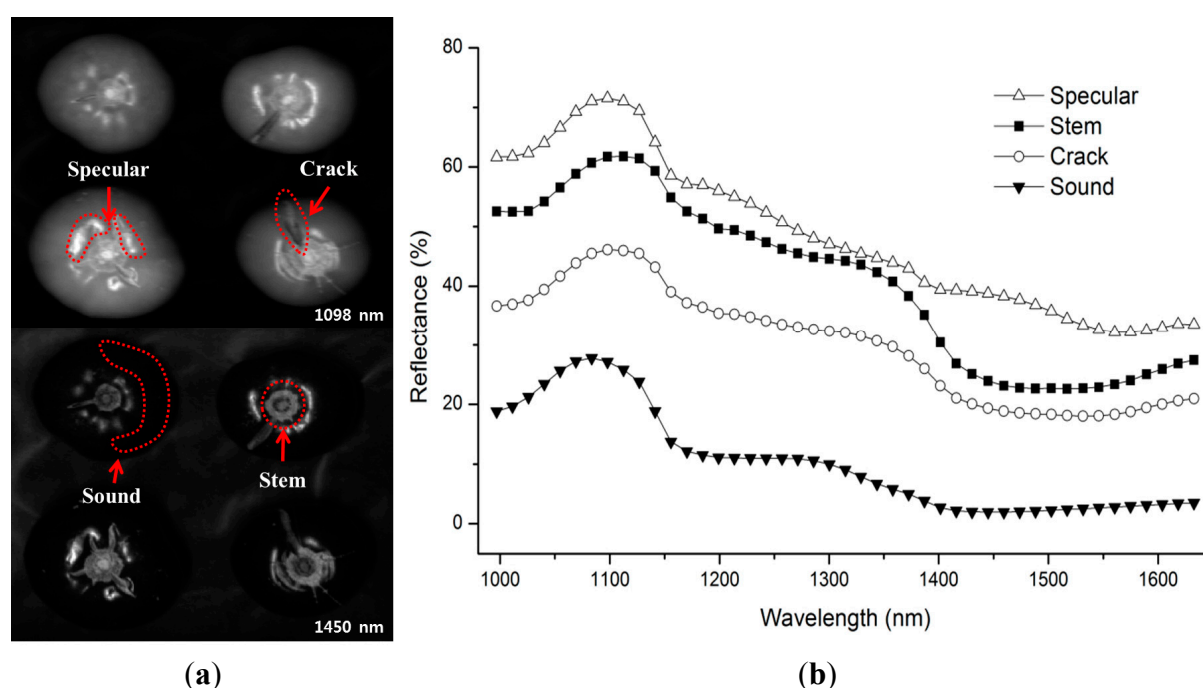 Specular
Crack
1098 nm
Sound
Stem
1450 nm
(a)
80
60
40
20
0
Reflectance (%)
1000 1100 1200 1300 1400 1500 1600
Wavelength (nm)
Specular
Stem
Crack
Sound
(b)